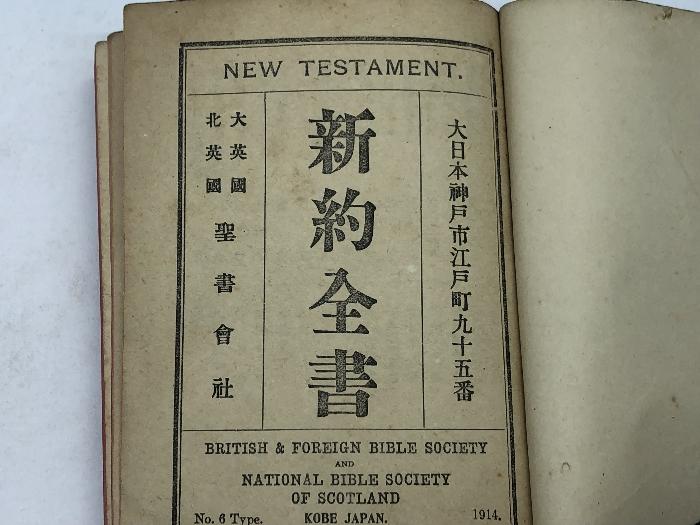 NEW TESTAMENT.
大日本神戸市江戸町九十五番
新約全書
大英國
北英國
聖書會社
BRITISH & FOREIGN BIBLE SOCIETY
AND
NATIONAL BIBLE SOCIETY
OF SCOTLAND
No. 6 Type. KOBE JAPAN. 1914.